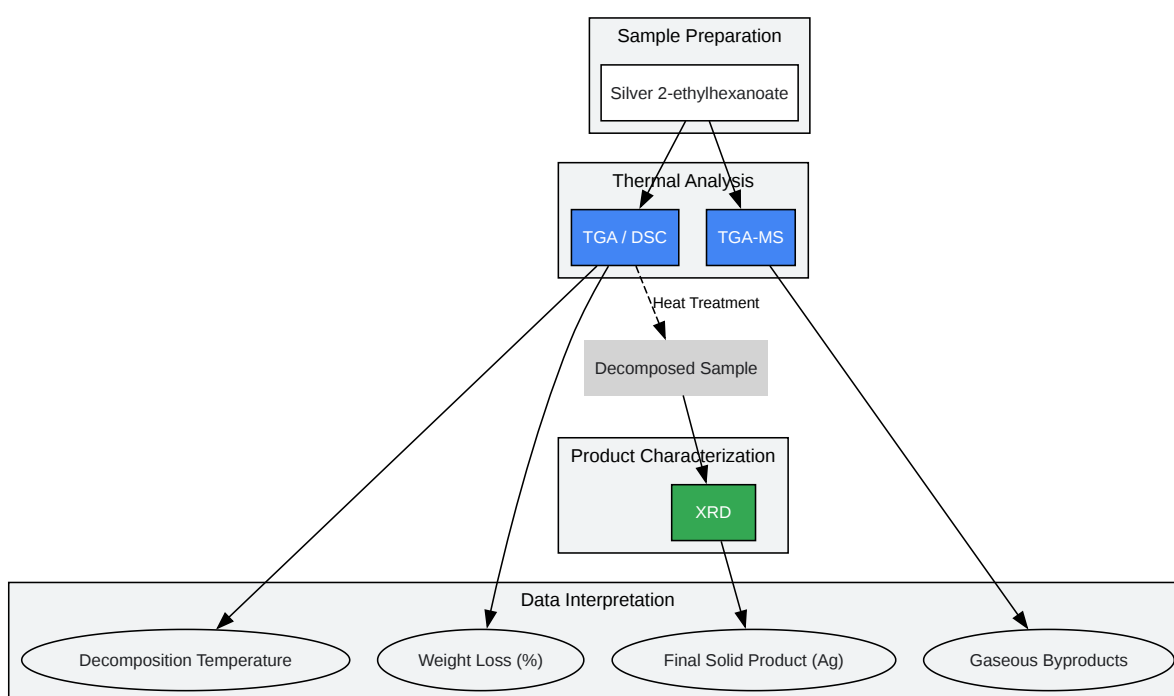 Sample Preparation
Silver 2-ethylhexanoate
Thermal Analysis
TGA / DSC
TGA-MS
Heat Treatment
Decomposed Sample
Product Characterization
XRD
Data Interpretation
Decomposition Temperature
Weight Loss (%)
Final Solid Product (Ag)
Gaseous Byproducts